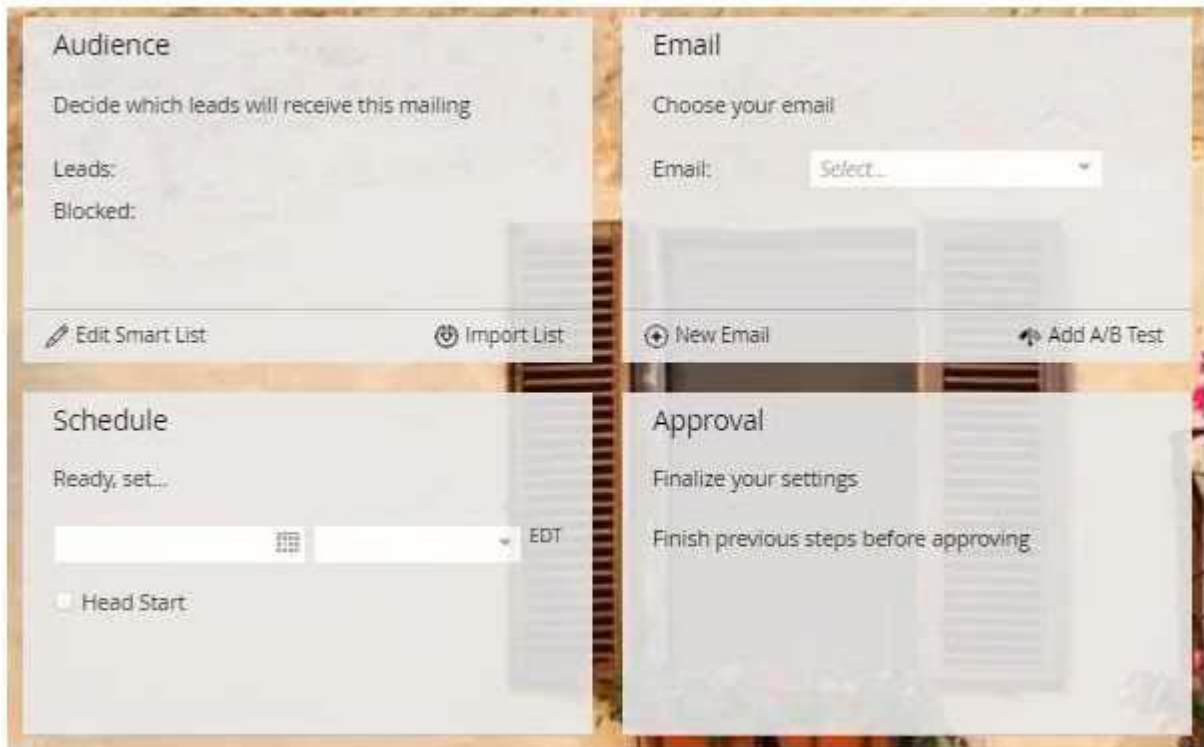 Audience
Decide which leads will receive this mailing
Leads:
Blocked:
Edit Smart List
Import List
Email
Choose your email
Email:
Select...
New Email
Add A/B Test
Schedule
Ready, set...
EDT
Head Start
Approval
Finalize your settings
Finish previous steps before approving